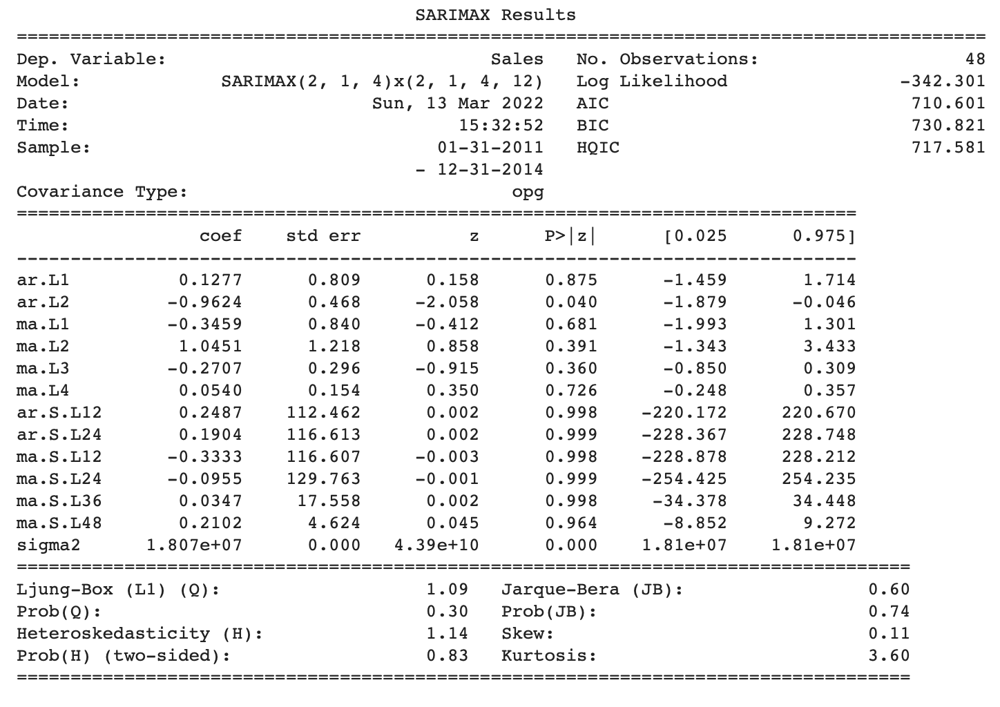 SARIMAX Results
==========================================================================================
Dep. Variable: Sales No. Observations: 48
Model: SARIMAX(2, 1, 4)x(2, 1, 4, 12) Log Likelihood -342.301
Date: Sun, 13 Mar 2022 AIC 710.601
Time: 15:32:52 BIC 730.821
Sample: 01-31-2011 HQIC 717.581
- 12-31-2014
Covariance Type: opg
==============================================================================
coef std err z P>|z| [0.025 0.975]
------------------------------------------------------------------------------
ar.L1 0.1277 0.809 0.158 0.875 -1.459 1.714
ar.L2 -0.9624 0.468 -2.058 0.040 -1.879 -0.046
ma.L1 -0.3459 0.840 -0.412 0.681 -1.993 1.301
ma.L2 1.0451 1.218 0.858 0.391 -1.343 3.433
ma.L3 -0.2707 0.296 -0.915 0.360 -0.850 0.309
ma.L4 0.0540 0.154 0.350 0.726 -0.248 0.357
ar.S.L12 0.2487 112.462 0.002 0.998 -220.172 220.670
ar.S.L24 0.1904 116.613 0.002 0.999 -228.367 228.748
ma.S.L12 -0.3333 116.607 -0.003 0.998 -228.878 228.212
ma.S.L24 -0.0955 129.763 -0.001 0.999 -254.425 254.235
ma.S.L36 0.0347 17.558 0.002 0.998 -34.378 34.448
ma.S.L48 0.2102 4.624 0.045 0.964 -8.852 9.272
sigma2 1.807e+07 0.000 4.39e+10 0.000 1.81e+07 1.81e+07
===================================================================================
Ljung-Box (L1) (Q): 1.09 Jarque-Bera (JB): 0.60
Prob(Q): 0.30 Prob(JB): 0.74
Heteroskedasticity (H): 1.14 Skew: 0.11
Prob(H) (two-sided): 0.83 Kurtosis: 3.60
===================================================================================